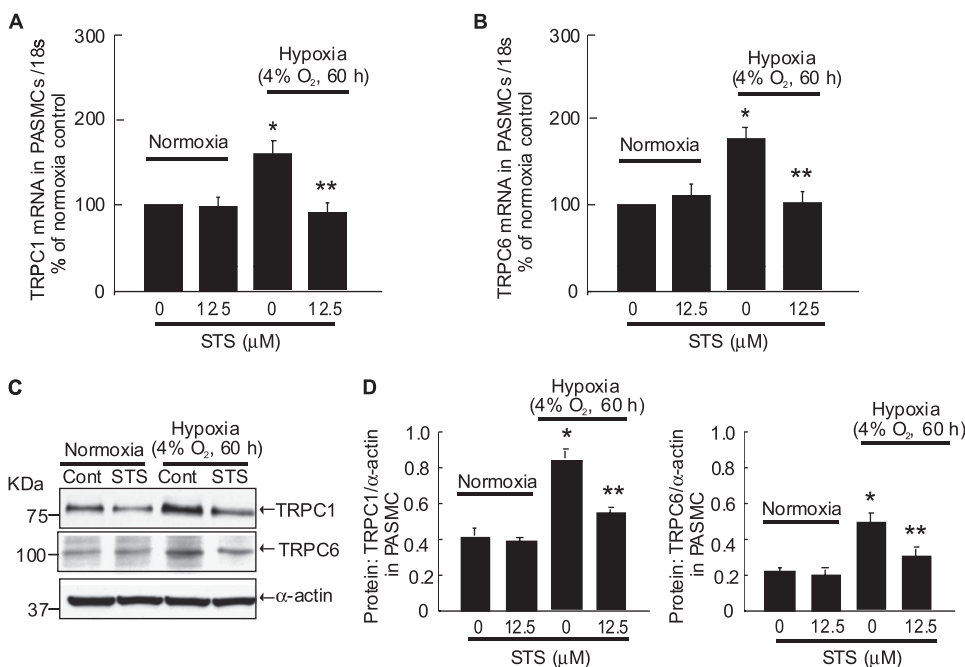 A
TRPC1 mRNA in PASMCs /18s
% of normoxia control
300
200
100
0
Normoxia
Hypoxia
(4% O2, 60 h)
*
**
0 12.5 0 12.5
STS (μM)
B
TRPC6 mRNA in PASMCs /18s
% of normoxia control
300
200
100
0
Normoxia
Hypoxia
(4% O2, 60 h)
*
**
0 12.5 0 12.5
STS (μM)
C
Normoxia
Hypoxia
(4% O2, 60 h)
KDa
Cont STS Cont STS
75
←TRPC1
100
←TRPC6
37
←α-actin
D
Protein: TRPC1/α-actin
in PASMC
1.0
0.8
0.6
0.4
0.2
0
Normoxia
Hypoxia
(4% O2, 60 h)
*
**
0 12.5 0 12.5
STS (μM)
Protein: TRPC6/α-actin
in PASMC
1.0
0.8
0.6
0.4
0.2
0
Normoxia
Hypoxia
(4% O2, 60 h)
*
**
0 12.5 0 12.5
STS (μM)